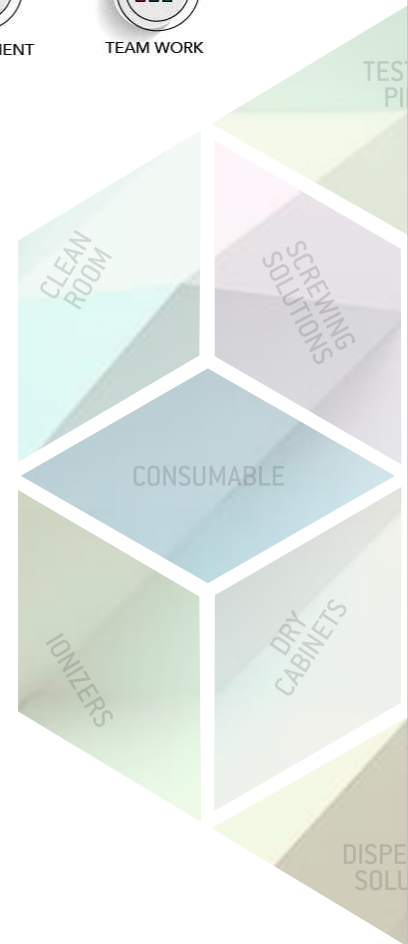 TEAM WORK
CLEAN
ROOM
SCREWING
SOLUTIONS
CONSUMABLE
IONIZERS
DRY
CABINETS